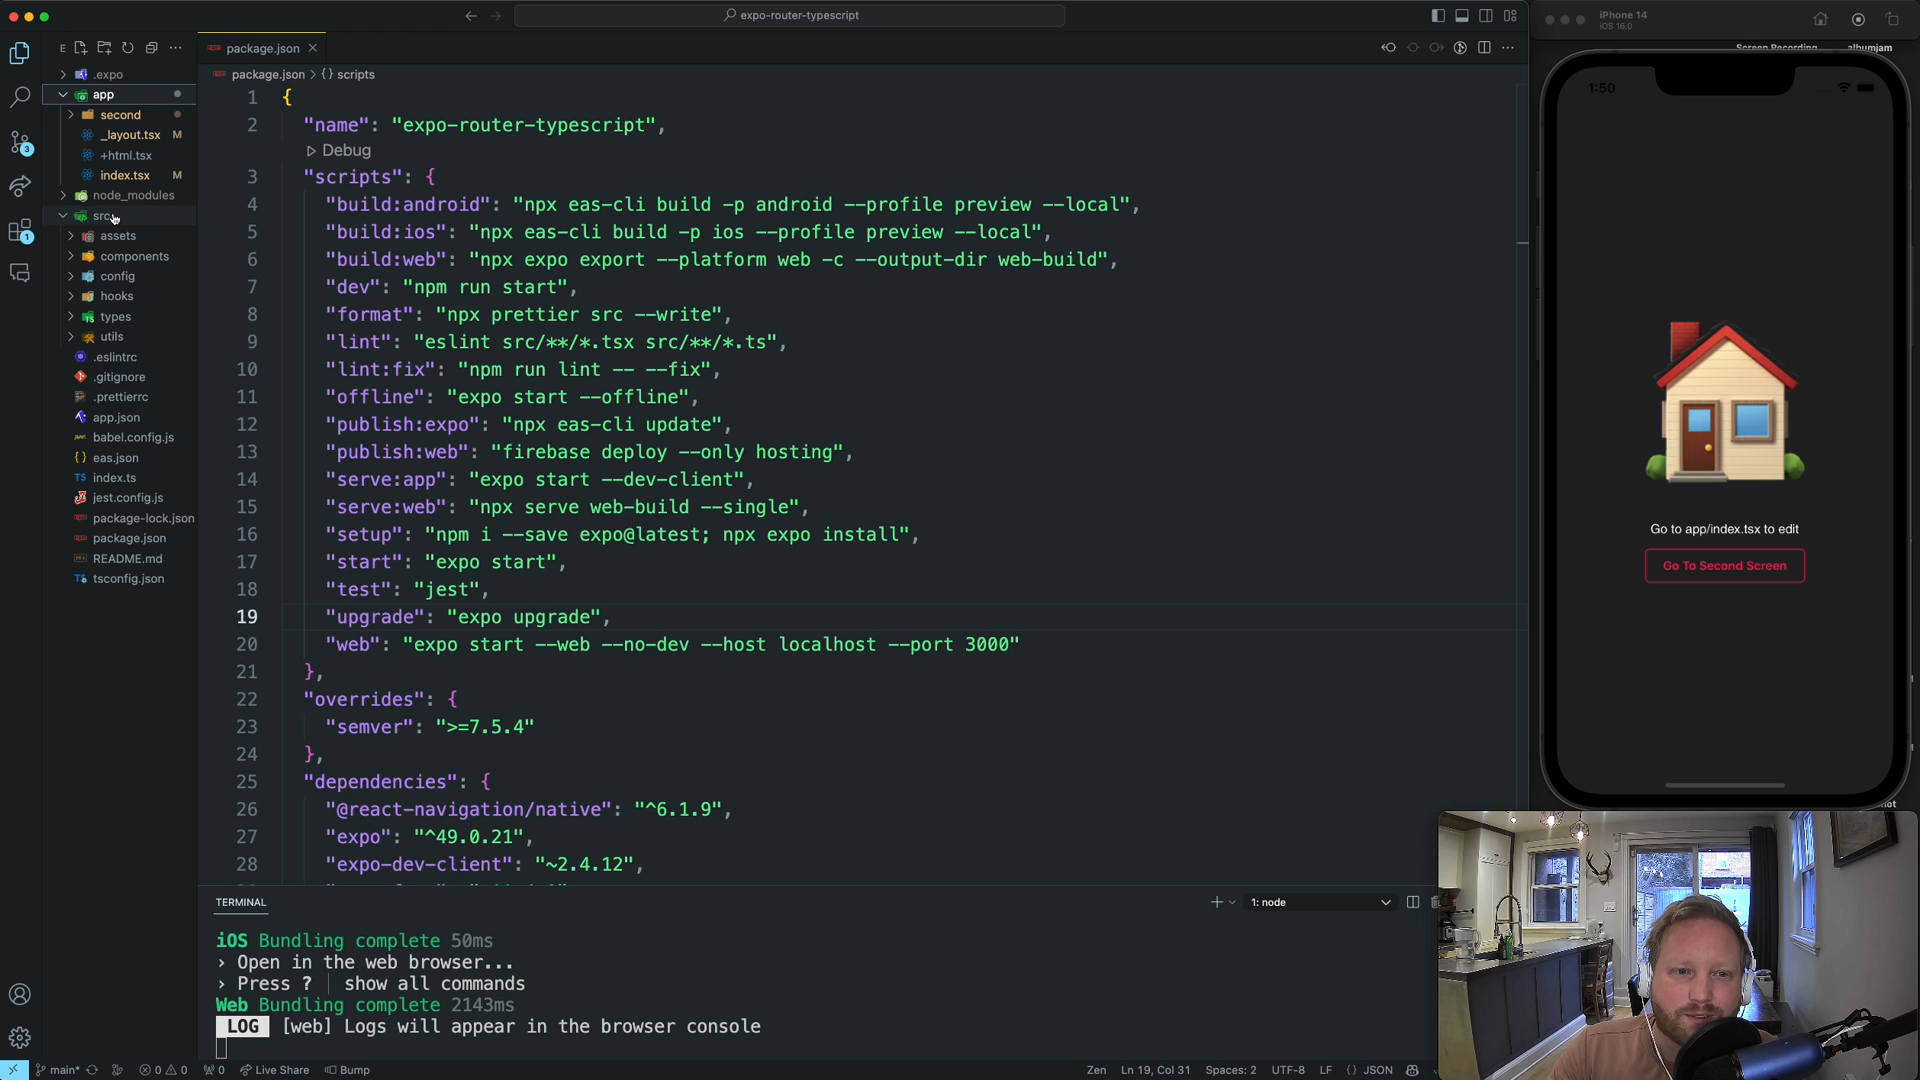 expo-router-typescript
iPhone 14
iOS 16.0
Screen Recording
albumjam
E
package.json
package.json > {} scripts
.expo
app
second
_layout.tsx M
+html.tsx
index.tsx M
node_modules
src
assets
components
config
hooks
types
utils
.eslintrc
.gitignore
.prettierrc
app.json
babel.config.js
eas.json
index.ts
jest.config.js
package-lock.json
package.json
README.md
tsconfig.json
3
1
1 {
2 "name": "expo-router-typescript",
Debug
3 "scripts": {
4 "build:android": "npx eas-cli build -p android --profile preview --local",
5 "build:ios": "npx eas-cli build -p ios --profile preview --local",
6 "build:web": "npx expo export --platform web -c --output-dir web-build",
7 "dev": "npm run start",
8 "format": "npx prettier src --write",
9 "lint": "eslint src/**/*.tsx src/**/*.ts",
10 "lint:fix": "npm run lint -- --fix",
11 "offline": "expo start --offline",
12 "publish:expo": "npx eas-cli update",
13 "publish:web": "firebase deploy --only hosting",
14 "serve:app": "expo start --dev-client",
15 "serve:web": "npx serve web-build --single",
16 "setup": "npm i --save expo@latest; npx expo install",
17 "start": "expo start",
18 "test": "jest",
19 "upgrade": "expo upgrade",
20 "web": "expo start --web --no-dev --host localhost --port 3000"
21 },
22 "overrides": {
23 "semver": ">=7.5.4"
24 },
25 "dependencies": {
26 "@react-navigation/native": "^6.1.9",
27 "expo": "^49.0.21",
28 "expo-dev-client": "~2.4.12",
1:50
Go to app/index.tsx to edit
Go To Second Screen
TERMINAL
1: node
iOS Bundling complete 50ms
› Open in the web browser...
› Press ? │ show all commands
Web Bundling complete 2143ms
LOG [web] Logs will appear in the browser console
main* 0 0 0 Live Share Bump
Zen Ln 19, Col 31 Spaces: 2 UTF-8 LF {} JSON